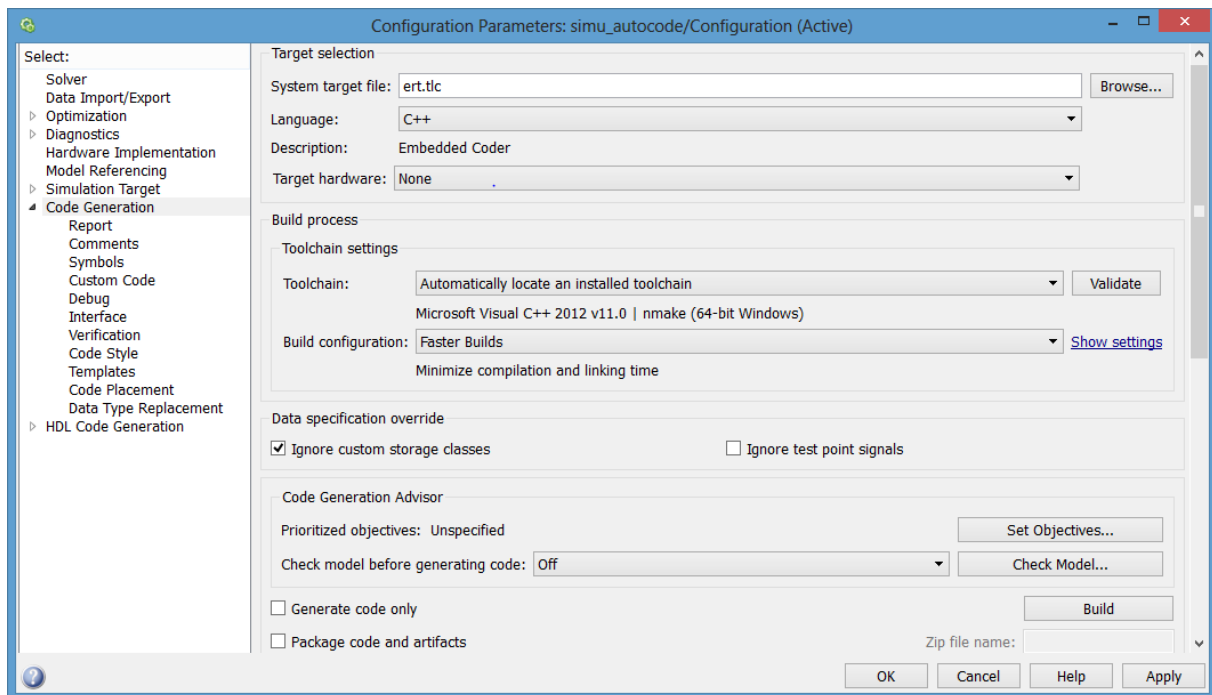 Configuration Parameters: simu_autocode/Configuration (Active)
Select:
Solver
Data Import/Export
Optimization
Diagnostics
Hardware Implementation
Model Referencing
Simulation Target
Code Generation
Report
Comments
Symbols
Custom Code
Debug
Interface
Verification
Code Style
Templates
Code Placement
Data Type Replacement
HDL Code Generation
Target selection
System target file: ert.tlc Browse...
Language: C++
Description: Embedded Coder
Target hardware: None
Build process
Toolchain settings
Toolchain: Automatically locate an installed toolchain Validate
Microsoft Visual C++ 2012 v11.0 | nmake (64-bit Windows)
Build configuration: Faster Builds Show settings
Minimize compilation and linking time
Data specification override
Ignore custom storage classes Ignore test point signals
Code Generation Advisor
Prioritized objectives: Unspecified Set Objectives...
Check model before generating code: Off Check Model...
Generate code only Build
Package code and artifacts Zip file name:
OK Cancel Help Apply